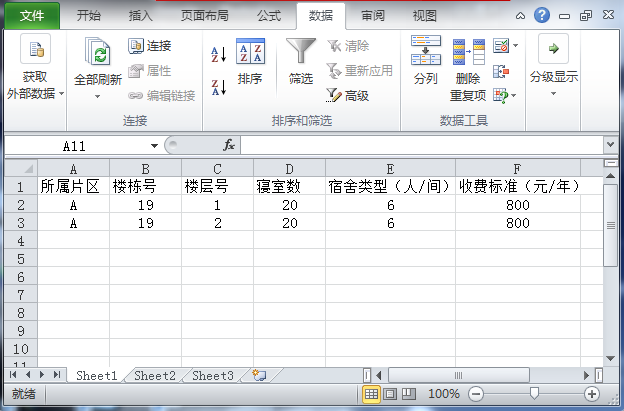 文件 开始 插入 页面布局 公式 数据 审阅 视图
获取
外部数据
全部刷新
连接
属性
编辑链接
连接
排序
筛选
清除
重新应用
高级
排序和筛选
分列
删除
重复项
数据工具
分级显示
A11 fx
A B C D E F
1 所属片区 楼栋号 楼层号 寝室数 宿舍类型（人/间） 收费标准（元/年）
2 A 19 1 20 6 800
3 A 19 2 20 6 800
4
5
6
7
8
9
10
11
Sheet1 Sheet2 Sheet3
就绪 100%